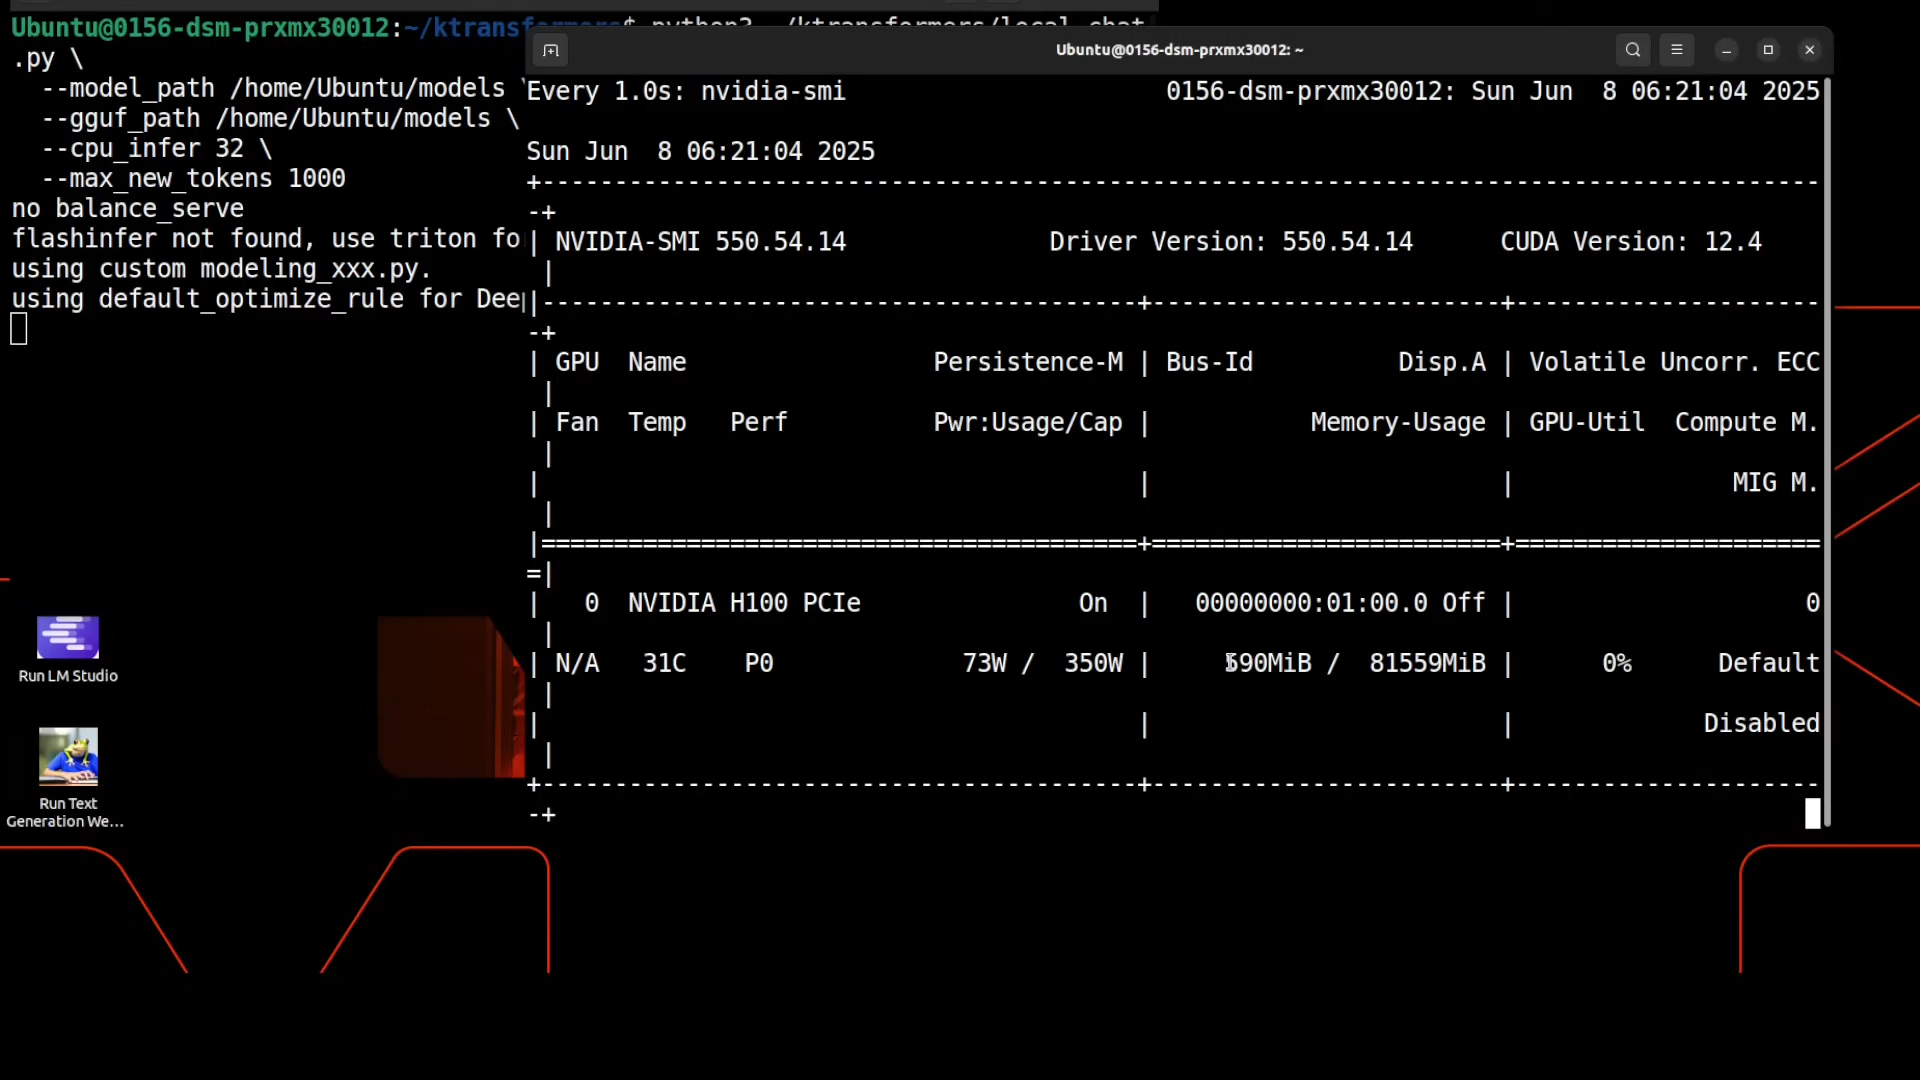 Ubuntu@0156-dsm-prxmx30012:~/ktransformers$ python3 ./ktransformers/local_chat
.py \
--model_path /home/Ubuntu/models \
--gguf_path /home/Ubuntu/models \
--cpu_infer 32 \
--max_new_tokens 1000
no balance_serve
flashinfer not found, use triton fo
using custom modeling_xxx.py.
using default_optimize_rule for Dee
Run LM Studio
Run Text
Generation We...
Ubuntu@0156-dsm-prxmx30012: ~
Every 1.0s: nvidia-smi 0156-dsm-prxmx30012: Sun Jun  8 06:21:04 2025
Sun Jun  8 06:21:04 2025
+-----------------------------------------------------------------------------------------
-+
| NVIDIA-SMI 550.54.14              Driver Version: 550.54.14      CUDA Version: 12.4
|
|-----------------------------------------+------------------------+----------------------
-+
| GPU  Name                 Persistence-M | Bus-Id          Disp.A | Volatile Uncorr. ECC
|
| Fan  Temp   Perf          Pwr:Usage/Cap |           Memory-Usage | GPU-Util  Compute M.
|
|                                         |                        |               MIG M.
|
|=========================================+========================+=====================
=|
|   0  NVIDIA H100 PCIe               On  |   00000000:01:00.0 Off |                    0
|
| N/A   31C    P0             73W /  350W |     590MiB /  81559MiB |      0%      Default
|
|                                         |                        |             Disabled
|
+-----------------------------------------+------------------------+----------------------
-+